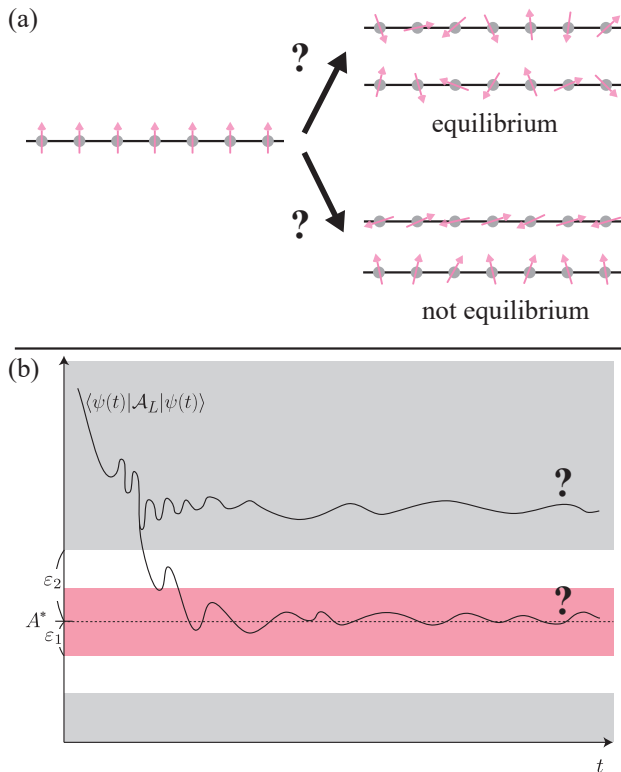 (a)
?
equilibrium
?
not equilibrium
(b)
⟨ψ(t)|𝒜_L|ψ(t)⟩
?
ε₂
?
A*
ε₁
t